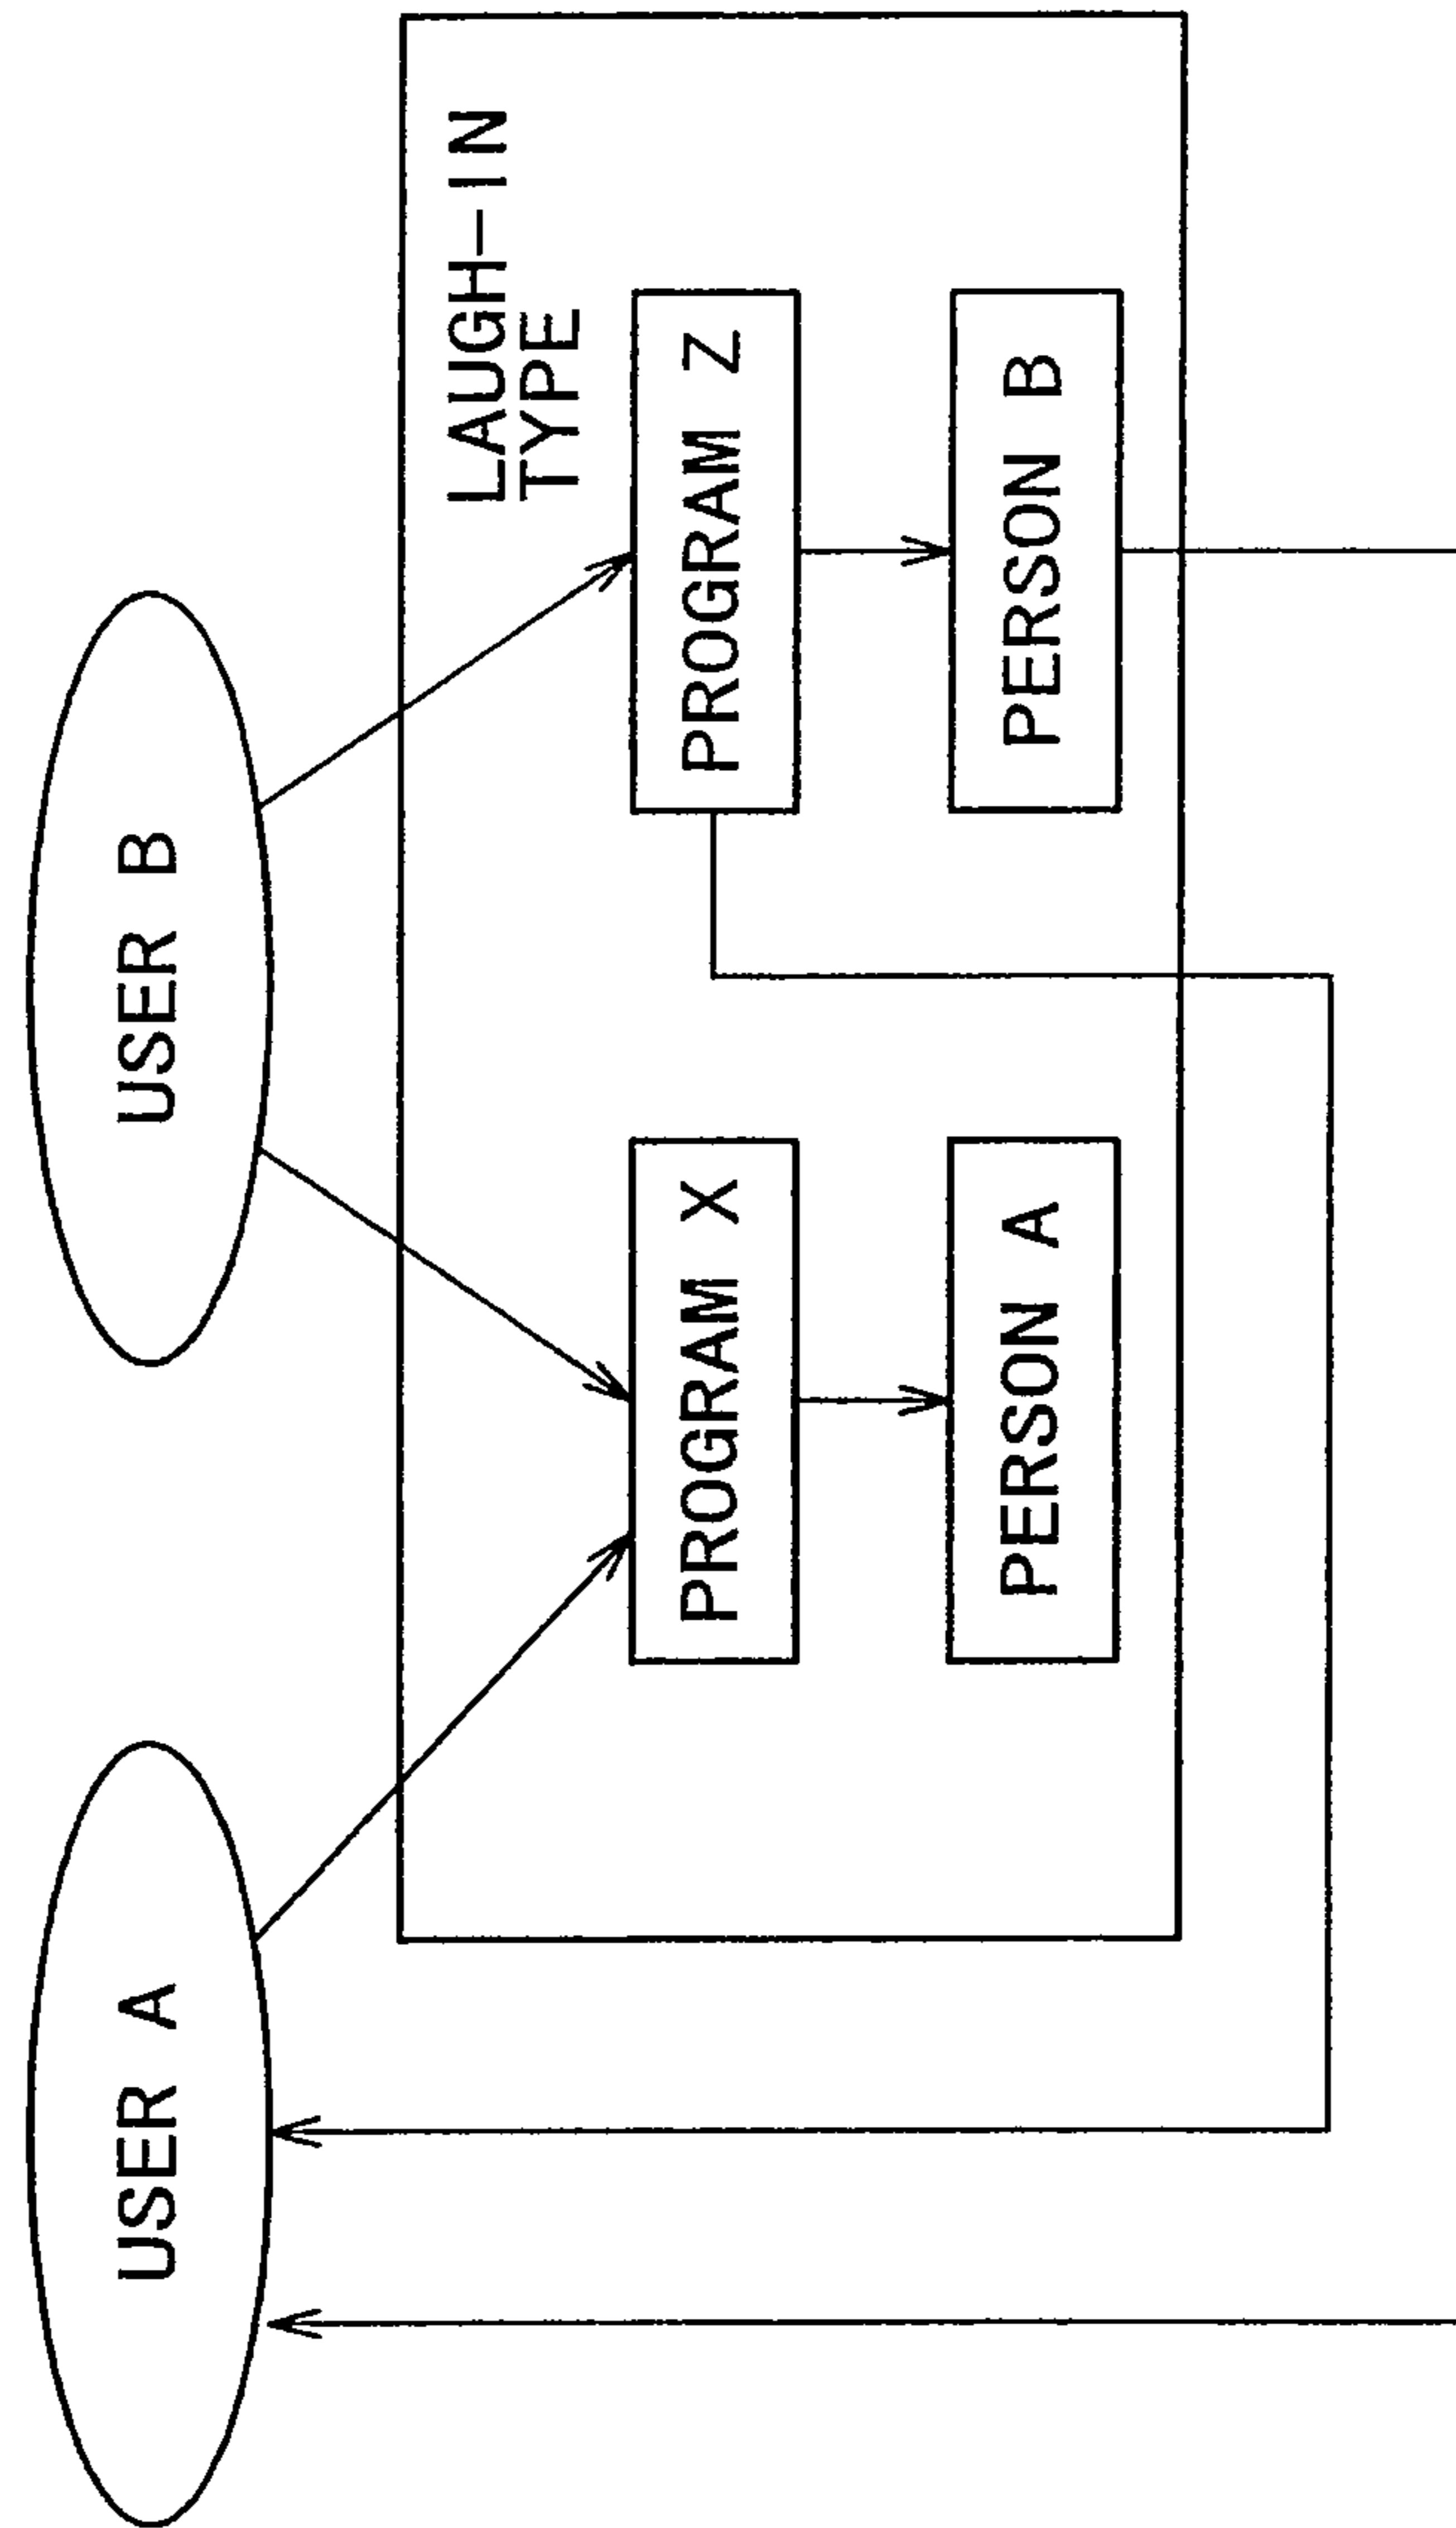 USER A
USER B
LAUGH-IN
TYPE
PROGRAM X
PROGRAM Z
PERSON A
PERSON B